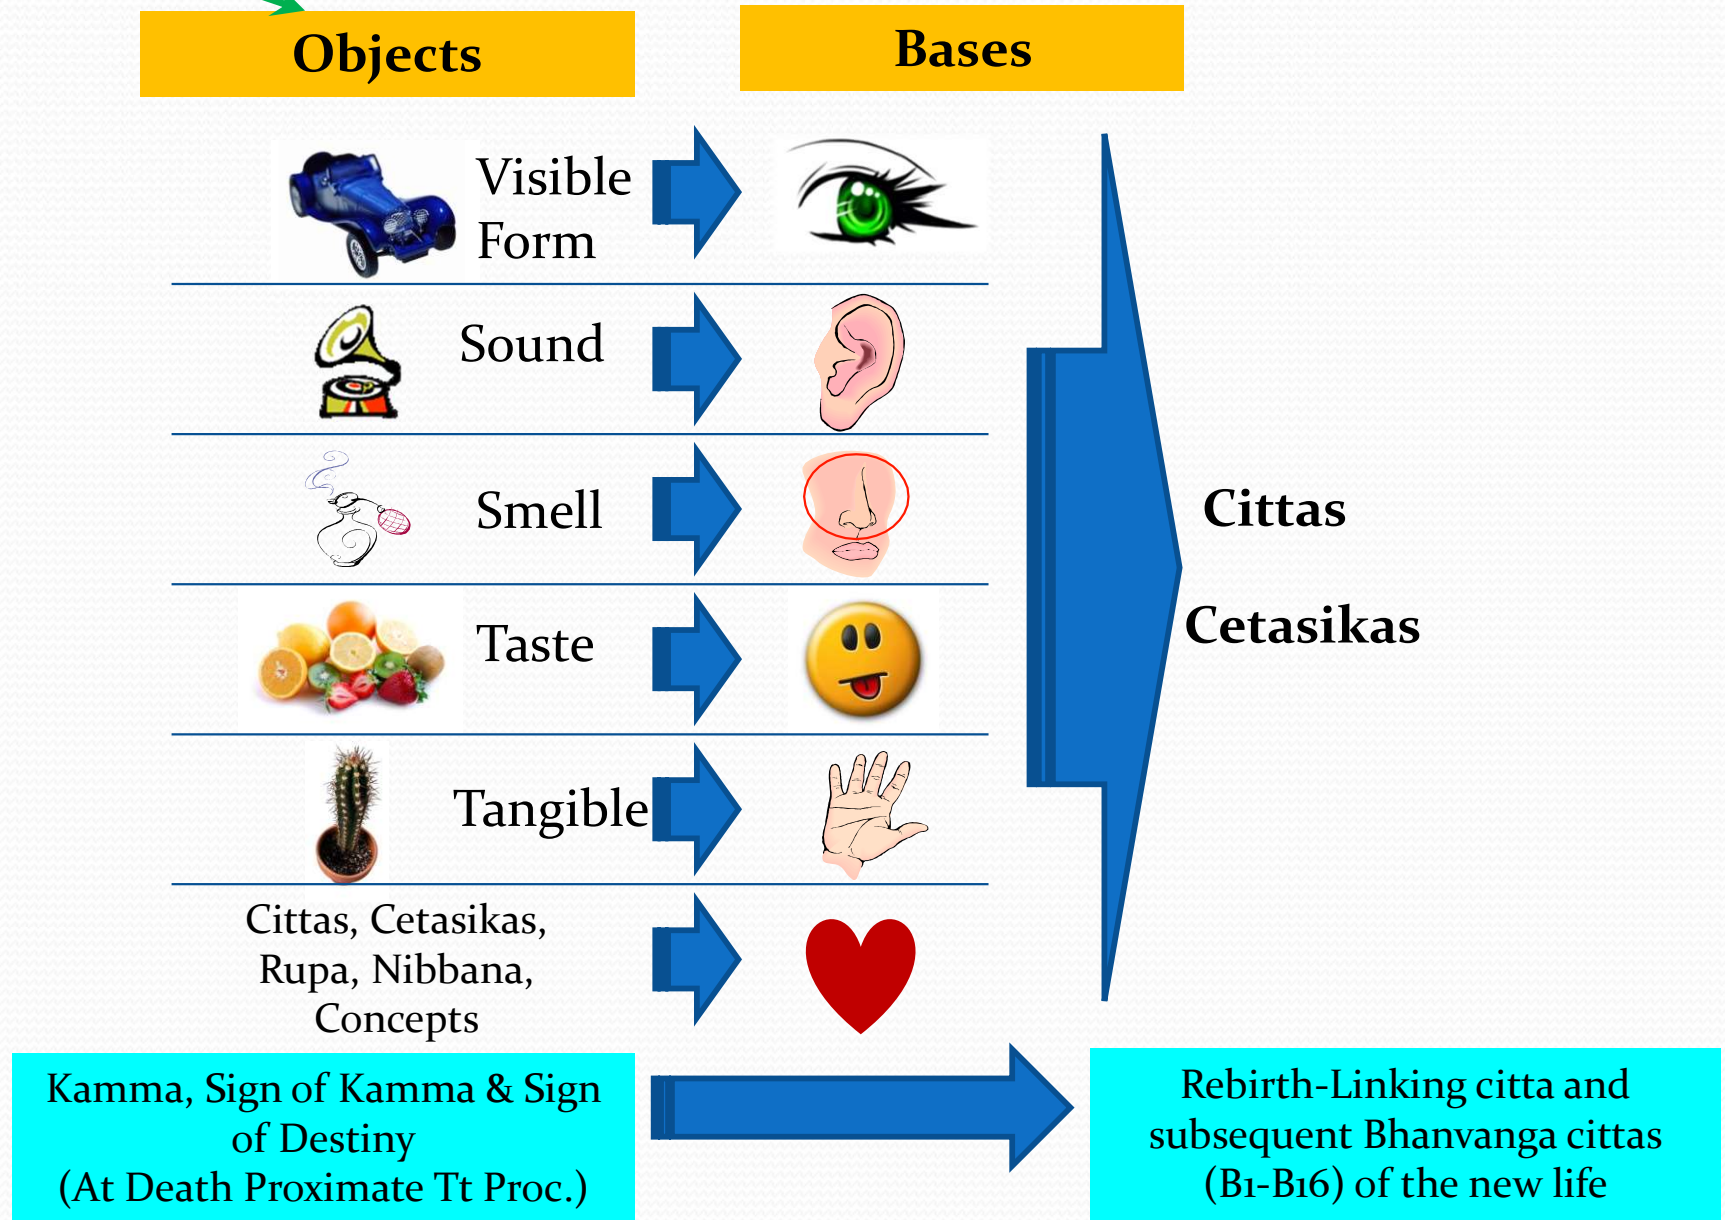 Objects
Bases
Visible
Form
Sound
Smell
Taste
Tangible
Cittas, Cetasikas,
Rupa, Nibbana,
Concepts
Cittas
Cetasikas
Kamma, Sign of Kamma & Sign
of Destiny
(At Death Proximate Tt Proc.)
Rebirth-Linking citta and
subsequent Bhanvanga cittas
(B1-B16) of the new life